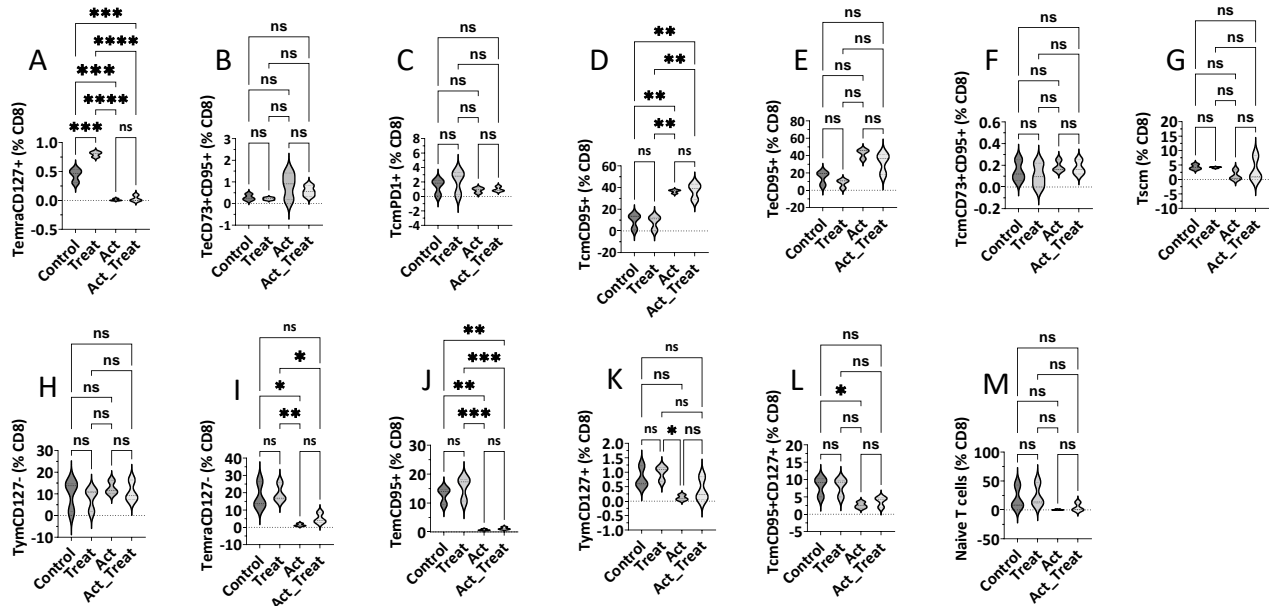 A
TemraCD127+ (% CD8)
***
****
***
****
***
ns
1.0
0.5
0.0
-0.5
Control
Treat
Act
Act_Treat
B
TeCD73+CD95+ (% CD8)
ns
ns
ns
ns
ns
ns
3
2
1
0
-1
Control
Treat
Act
Act_Treat
C
TcmPD1+ (% CD8)
ns
ns
ns
ns
ns
ns
6
4
2
0
-2
-4
Control
Treat
Act
Act_Treat
D
TcmCD95+ (% CD8)
**
**
**
**
ns
ns
60
40
20
0
-20
Control
Treat
Act
Act_Treat
E
TeCD95+ (% CD8)
ns
ns
ns
ns
ns
ns
80
60
40
20
0
-20
Control
Treat
Act
Act_Treat
F
TcmCD73+CD95+ (% CD8)
ns
ns
ns
ns
ns
ns
0.6
0.4
0.2
0.0
-0.2
Control
Treat
Act
Act_Treat
G
Tscm (% CD8)
ns
ns
ns
ns
ns
ns
20
15
10
5
0
-5
-10
Control
Treat
Act
Act_Treat
H
TymCD127- (% CD8)
ns
ns
ns
ns
ns
ns
30
20
10
0
-10
Control
Treat
Act
Act_Treat
I
TemraCD127- (% CD8)
ns
*
*
**
ns
ns
40
30
20
10
0
-10
Control
Treat
Act
Act_Treat
J
TemCD95+ (% CD8)
**
***
**
***
ns
ns
30
20
10
0
Control
Treat
Act
Act_Treat
K
TymCD127+ (% CD8)
ns
ns
ns
ns
*
ns
2.0
1.5
1.0
0.5
0.0
-0.5
-1.0
Control
Treat
Act
Act_Treat
L
TcmCD95+CD127+ (% CD8)
ns
ns
*
ns
ns
ns
20
15
10
5
0
-5
Control
Treat
Act
Act_Treat
M
Naive T cells (% CD8)
ns
ns
ns
ns
ns
ns
100
50
0
-50
Control
Treat
Act
Act_Treat